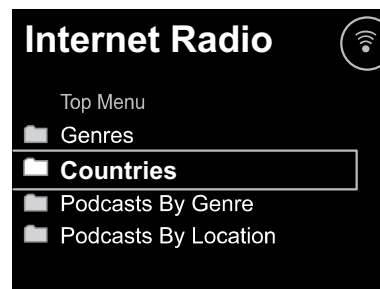 Internet Radio
Top Menu
Genres
Countries
Podcasts By Genre
Podcasts By Location